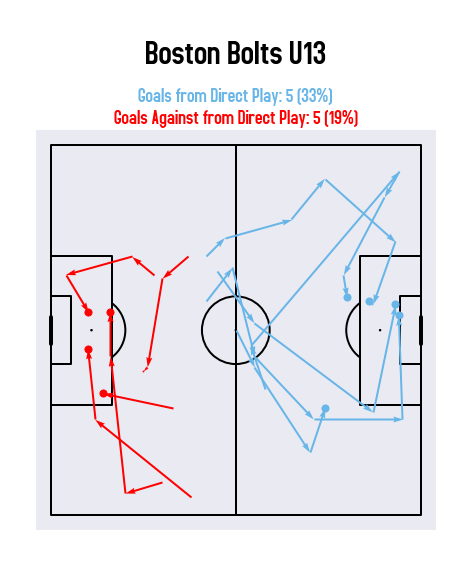 Boston Bolts U13
Goals from Direct Play: 5 (33%)
Goals Against from Direct Play: 5 (19%)